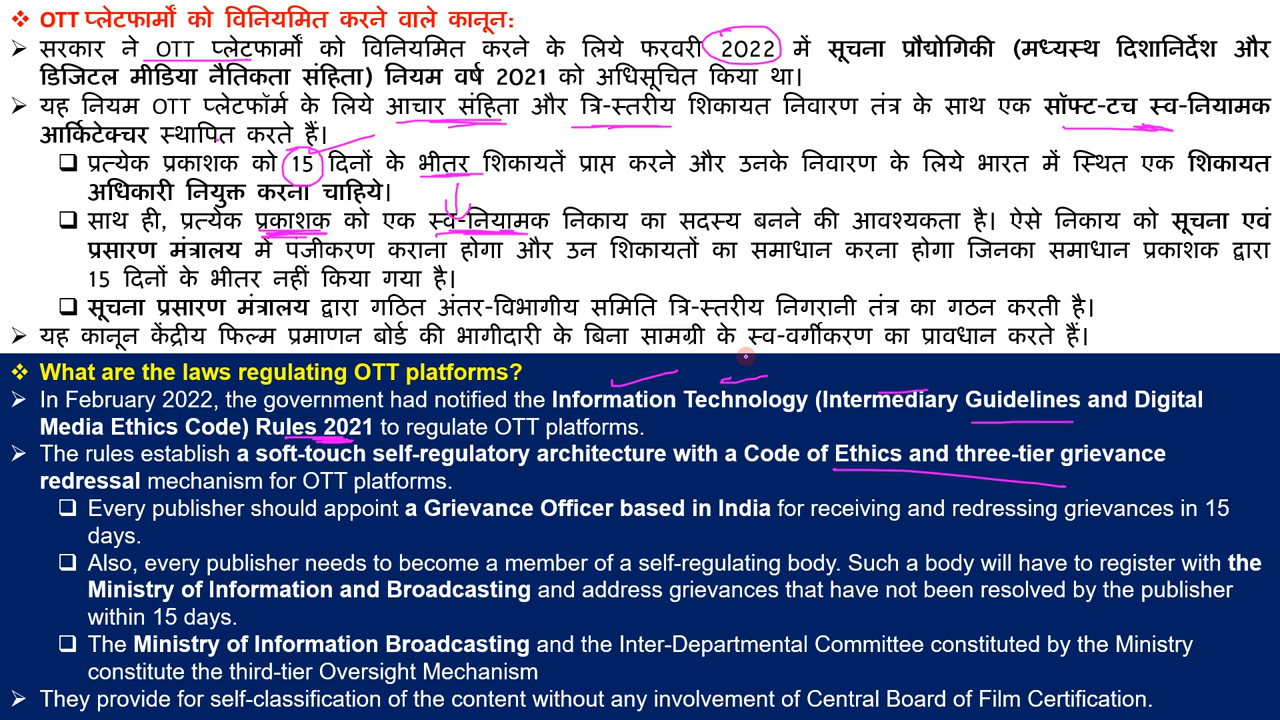 ❖ OTT प्लेटफार्मों को विनियमित करने वाले कानून:
➢ सरकार ने OTT प्लेटफार्मों को विनियमित करने के लिये फरवरी 2022 में सूचना प्रौद्योगिकी (मध्यस्थ दिशानिर्देश और
डिजिटल मीडिया नैतिकता संहिता) नियम वर्ष 2021 को अधिसूचित किया था।
➢ यह नियम OTT प्लेटफॉर्म के लिये आचार संहिता और त्रि-स्तरीय शिकायत निवारण तंत्र के साथ एक सॉफ्ट-टच स्व-नियामक
आर्किटेक्चर स्थापित करते हैं।
❑ प्रत्येक प्रकाशक को 15 दिनों के भीतर शिकायतें प्राप्त करने और उनके निवारण के लिये भारत में स्थित एक शिकायत
अधिकारी नियुक्त करना चाहिये।
❑ साथ ही, प्रत्येक प्रकाशक को एक स्व-नियामक निकाय का सदस्य बनने की आवश्यकता है। ऐसे निकाय को सूचना एवं
प्रसारण मंत्रालय में पंजीकरण कराना होगा और उन शिकायतों का समाधान करना होगा जिनका समाधान प्रकाशक द्वारा
15 दिनों के भीतर नहीं किया गया है।
❑ सूचना प्रसारण मंत्रालय द्वारा गठित अंतर-विभागीय समिति त्रि-स्तरीय निगरानी तंत्र का गठन करती है।
➢ यह कानून केंद्रीय फिल्म प्रमाणन बोर्ड की भागीदारी के बिना सामग्री के स्व-वर्गीकरण का प्रावधान करते हैं।
❖ What are the laws regulating OTT platforms?
➢ In February 2022, the government had notified the Information Technology (Intermediary Guidelines and Digital
Media Ethics Code) Rules 2021 to regulate OTT platforms.
➢ The rules establish a soft-touch self-regulatory architecture with a Code of Ethics and three-tier grievance
redressal mechanism for OTT platforms.
❑ Every publisher should appoint a Grievance Officer based in India for receiving and redressing grievances in 15
days.
❑ Also, every publisher needs to become a member of a self-regulating body. Such a body will have to register with the
Ministry of Information and Broadcasting and address grievances that have not been resolved by the publisher
within 15 days.
❑ The Ministry of Information Broadcasting and the Inter-Departmental Committee constituted by the Ministry
constitute the third-tier Oversight Mechanism
➢ They provide for self-classification of the content without any involvement of Central Board of Film Certification.